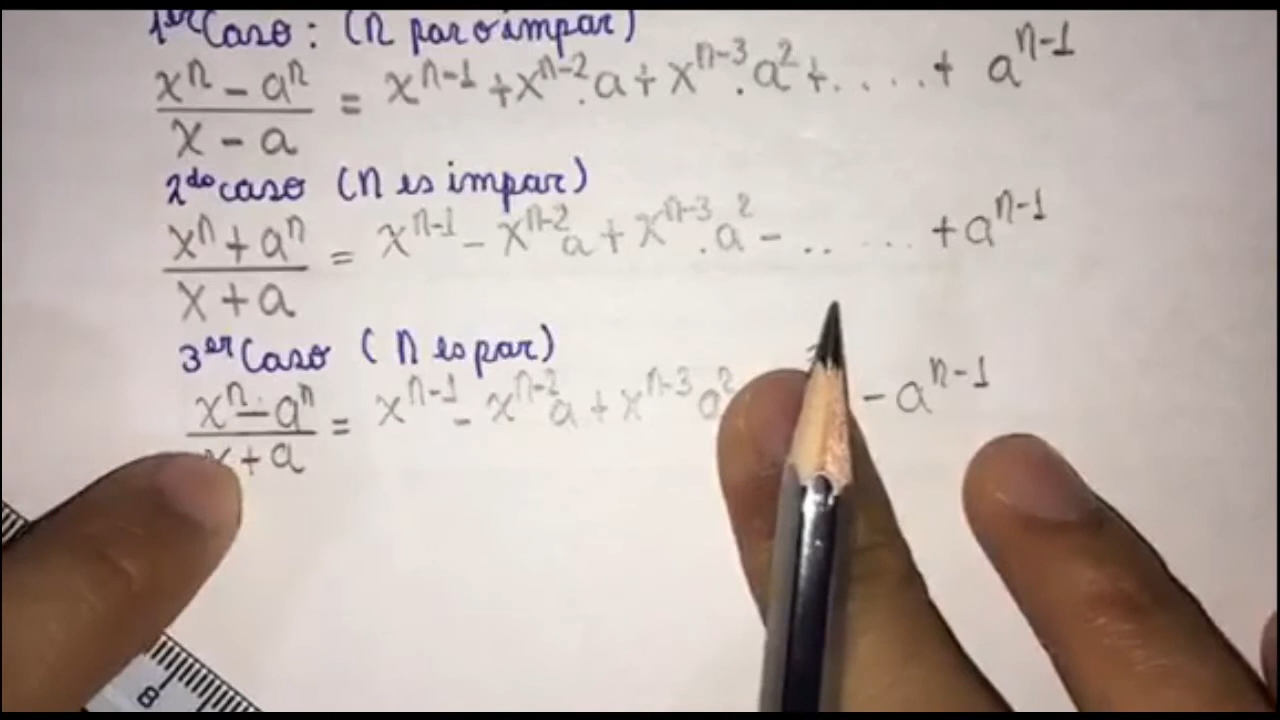 1er Caso: (n par o impar)
xⁿ - aⁿ / x - a = xⁿ⁻¹ + xⁿ⁻².a + xⁿ⁻³.a² + ..... + aⁿ⁻¹
2do caso (n es impar)
xⁿ + aⁿ / x + a = xⁿ⁻¹ - xⁿ⁻²a + xⁿ⁻³.a² - ..... + aⁿ⁻¹
3er Caso (n es par)
xⁿ - aⁿ / x + a = xⁿ⁻¹ - xⁿ⁻²a + xⁿ⁻³a² - aⁿ⁻¹
8